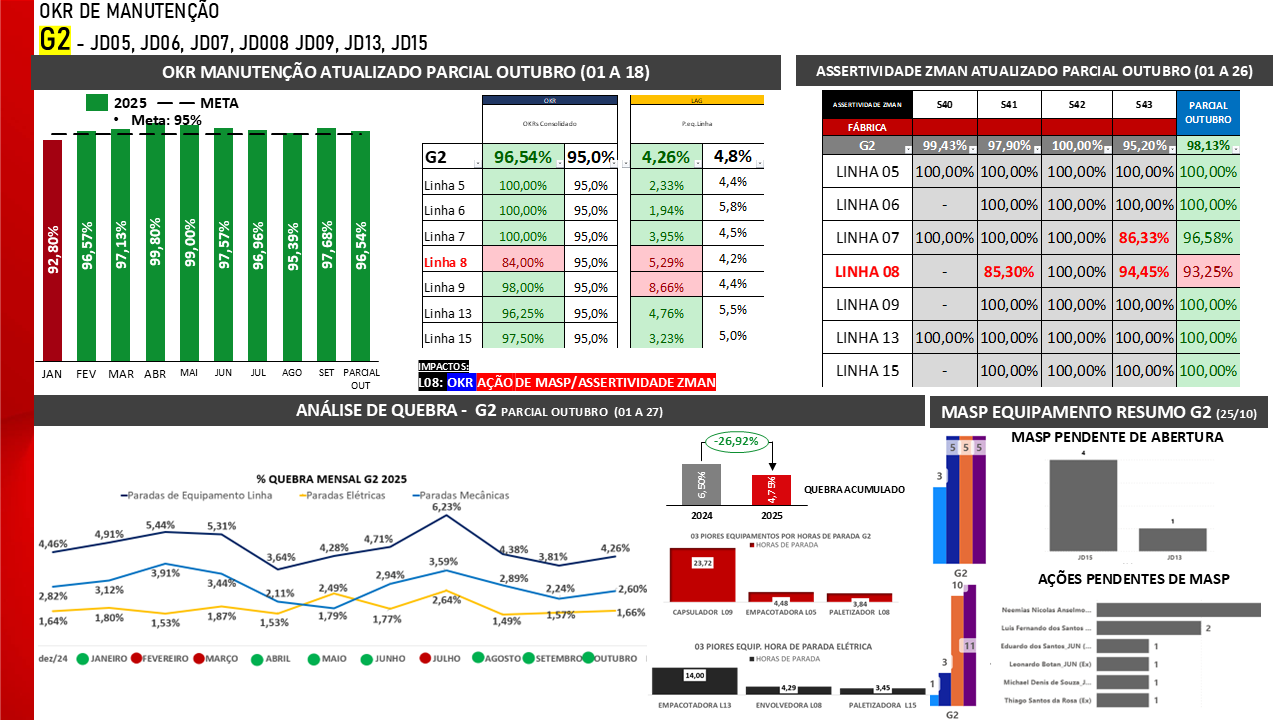 OKR DE MANUTENÇÃO
G2 - JD05, JD06, JD07, JD008 JD09, JD13, JD15
OKR MANUTENÇÃO ATUALIZADO PARCIAL OUTUBRO (01 A 18)
2025 META
• Meta: 95%
92,80% 96,57% 97,13% 99,80% 99,00% 97,57% 96,96% 95,39% 97,68% 96,54%
JAN FEV MAR ABR MAI JUN JUL AGO SET PARCIAL OUT
OKR LAG
OKRs Consolidado P.eq.Linha
G2 96,54% 95,0% 4,26% 4,8%
Linha 5 100,00% 95,0% 2,33% 4,4%
Linha 6 100,00% 95,0% 1,94% 5,8%
Linha 7 100,00% 95,0% 3,95% 4,5%
Linha 8 84,00% 95,0% 5,29% 4,2%
Linha 9 98,00% 95,0% 8,66% 4,4%
Linha 13 96,25% 95,0% 4,76% 5,5%
Linha 15 97,50% 95,0% 3,23% 5,0%
IMPACTOS:
L08: OKR AÇÃO DE MASP/ASSERTIVIDADE ZMAN
ASSERTIVIDADE ZMAN ATUALIZADO PARCIAL OUTUBRO (01 A 26)
ASSERTIVIDADE ZMAN S40 S41 S42 S43 PARCIAL OUTUBRO
FÁBRICA
G2 99,43% 97,90% 100,00% 95,20% 98,13%
LINHA 05 100,00% 100,00% 100,00% 100,00% 100,00%
LINHA 06 - 100,00% 100,00% 100,00% 100,00%
LINHA 07 100,00% 100,00% 100,00% 86,33% 96,58%
LINHA 08 - 85,30% 100,00% 94,45% 93,25%
LINHA 09 - 100,00% 100,00% 100,00% 100,00%
LINHA 13 100,00% 100,00% 100,00% 100,00% 100,00%
LINHA 15 - 100,00% 100,00% 100,00% 100,00%
ANÁLISE DE QUEBRA - G2 PARCIAL OUTUBRO (01 A 27)
% QUEBRA MENSAL G2 2025
Paradas de Equipamento Linha Paradas Elétricas Paradas Mecânicas
4,46% 4,91% 5,44% 5,31% 3,64% 4,28% 4,71% 6,23% 4,38% 3,81% 4,26%
2,82% 3,12% 3,91% 3,44% 2,11% 1,79% 2,94% 3,59% 2,89% 2,24% 2,60%
1,64% 1,80% 1,53% 1,87% 1,53% 2,49% 1,77% 2,64% 1,49% 1,57% 1,66%
dez/24 JANEIRO FEVEREIRO MARÇO ABRIL MAIO JUNHO JULHO AGOSTO SETEMBRO OUTUBRO
-26,92%
6,50% 4,75%
QUEBRA ACUMULADO
2024 2025
03 PIORES EQUIPAMENTOS POR HORAS DE PARADA G2
HORAS DE PARADA
23,72 4,48 3,84
CAPSULADOR L09 EMPACOTADORA L05 PALETIZADOR L08
03 PIORES EQUIP. HORA DE PARADA ELÉTRICA
HORAS DE PARADA
14,00 4,29 3,45
EMPACOTADORA L13 ENVOLVEDORA L08 PALETIZADORA L15
MASP EQUIPAMENTO RESUMO G2 (25/10)
3 5 5 5
G2
1 3 10 11
G2
MASP PENDENTE DE ABERTURA
4 1
JD15 JD13
AÇÕES PENDENTES DE MASP
Neemias Nicolas Anselmo...
Luis Fernando dos Santos ... 2
Eduardo dos Santos_JUN (... 1
Leonardo Botan_JUN (Ex) 1
Michael Denis de Souza_J... 1
Thiago Santos da Rosa (Ex) 1